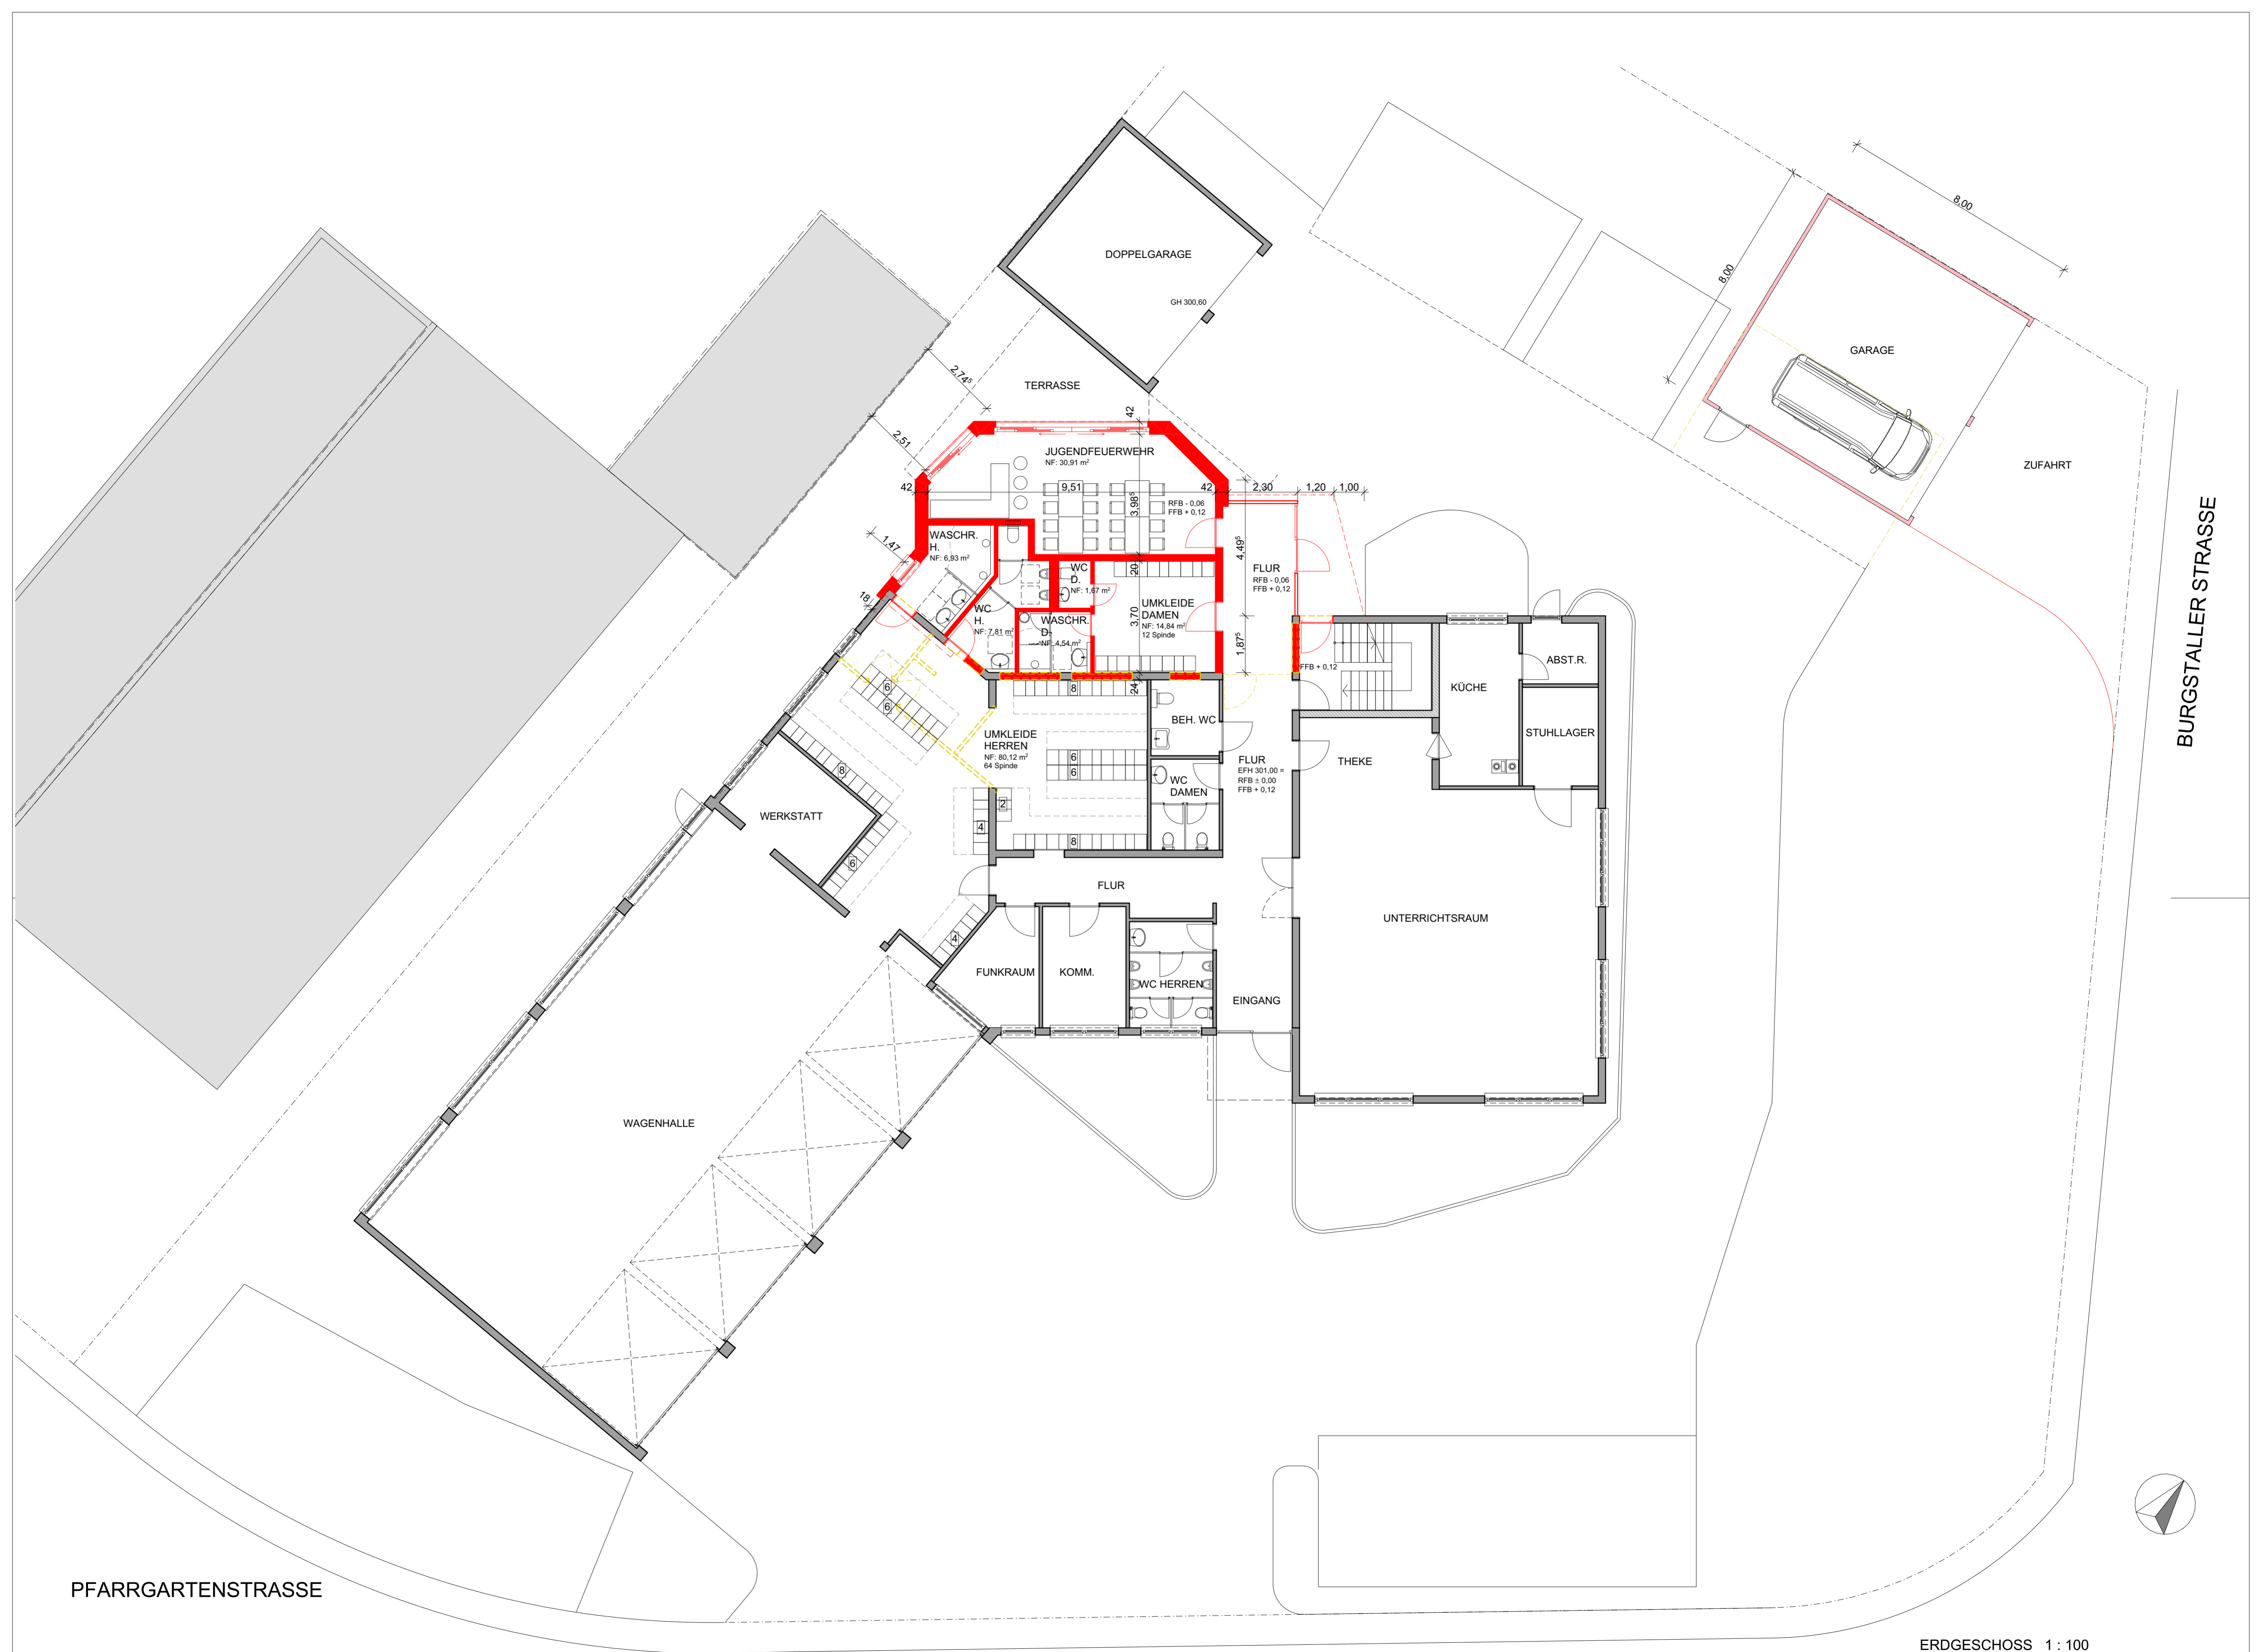 8,00
8,00
DOPPELGARAGE
GH 300,60
GARAGE
ZUFAHRT
BURGSTALLER STRASSE
TERRASSE
2,74⁵
2,51
42
JUGENDFEUERWEHR
NF: 30,91 m²
42
9,51
42
2,30
1,20
1,00
3,98⁵
RFB - 0,06
FFB + 0,12
4,49⁵
1,47
WASCHR.
H.
NF: 6,93 m²
WC
D.
NF: 1,67 m²
20
FLUR
RFB - 0,06
FFB + 0,12
18
WC
H.
NF: 7,81 m²
WASCHR.
D.
NF: 4,54 m²
3,70
UMKLEIDE
DAMEN
NF: 14,84 m²
12 Spinde
1,87⁵
FFB + 0,12
24
KÜCHE
ABST.R.
STUHLLAGER
6
6
8
BEH. WC
UMKLEIDE
HERREN
NF: 80,12 m²
64 Spinde
6
6
WC
DAMEN
FLUR
EFH 301,00 =
RFB ± 0,00
FFB + 0,12
THEKE
8
WERKSTATT
2
4
8
6
FLUR
UNTERRICHTSRAUM
4
FUNKRAUM
KOMM.
WC HERREN
EINGANG
WAGENHALLE
PFARRGARTENSTRASSE
ERDGESCHOSS 1 : 100